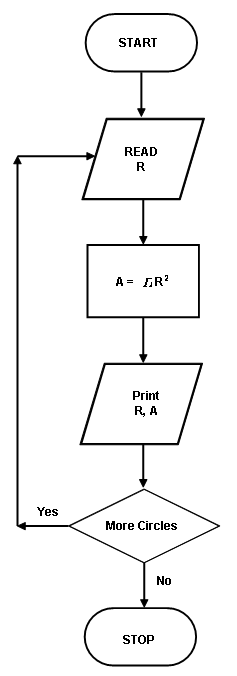 START
READ
R
A = ΠR²
Print
R, A
More Circles
Yes
No
STOP